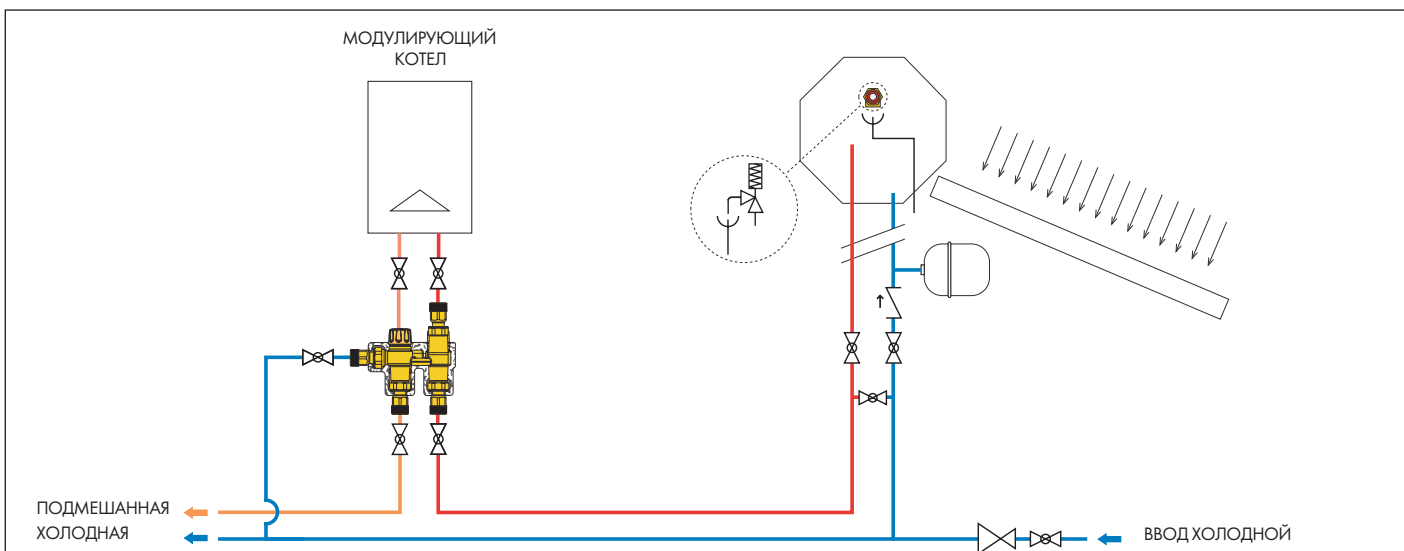 МОДУЛИРУЮЩИЙ
КОТЕЛ
ПОДМЕШАННАЯ
ХОЛОДНАЯ
ВВОД ХОЛОДНОЙ